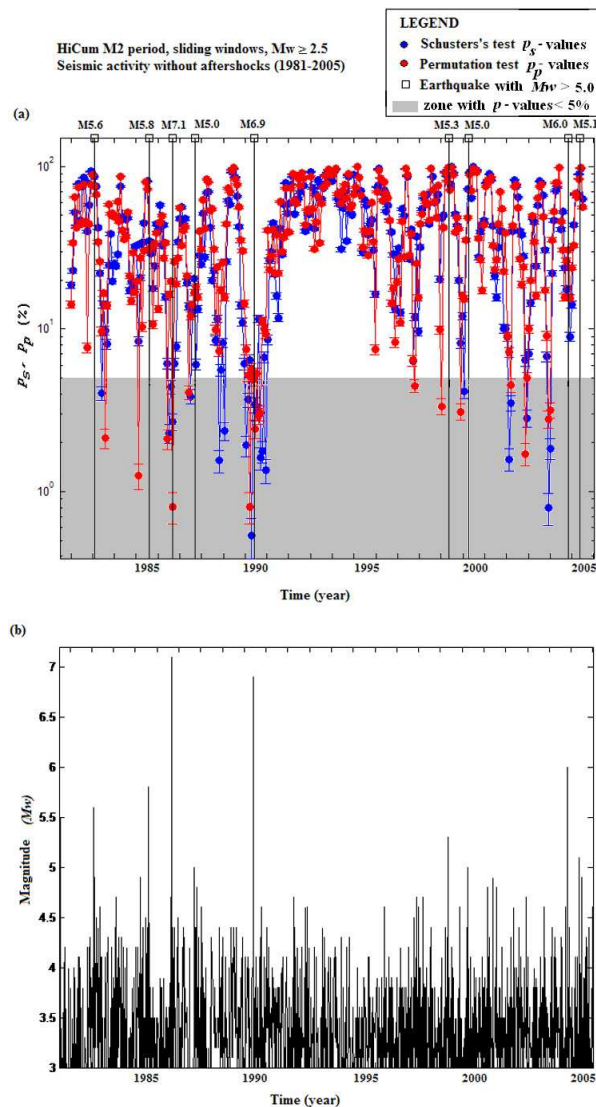 LEGEND
HiCum M2 period, sliding windows, Mw ≥ 2.5
Schusters's test pₛ- values
Seismic activity without aftershocks (1981-2005)
Permutation test pₚ- values
Earthquake with Mw > 5.0
zone with p - values< 5%
(a)
M5.6 M5.8 M7.1 M5.0 M6.9 M5.3 M5.0 M6.0 M5.1
10²
10¹
10⁰
pₛ, pₚ (%)
1985 1990 1995 2000 2005
Time (year)
(b)
7
6.5
6
5.5
5
4.5
4
3.5
3
Magnitude (Mw)
1985 1990 1995 2000 2005
Time (year)